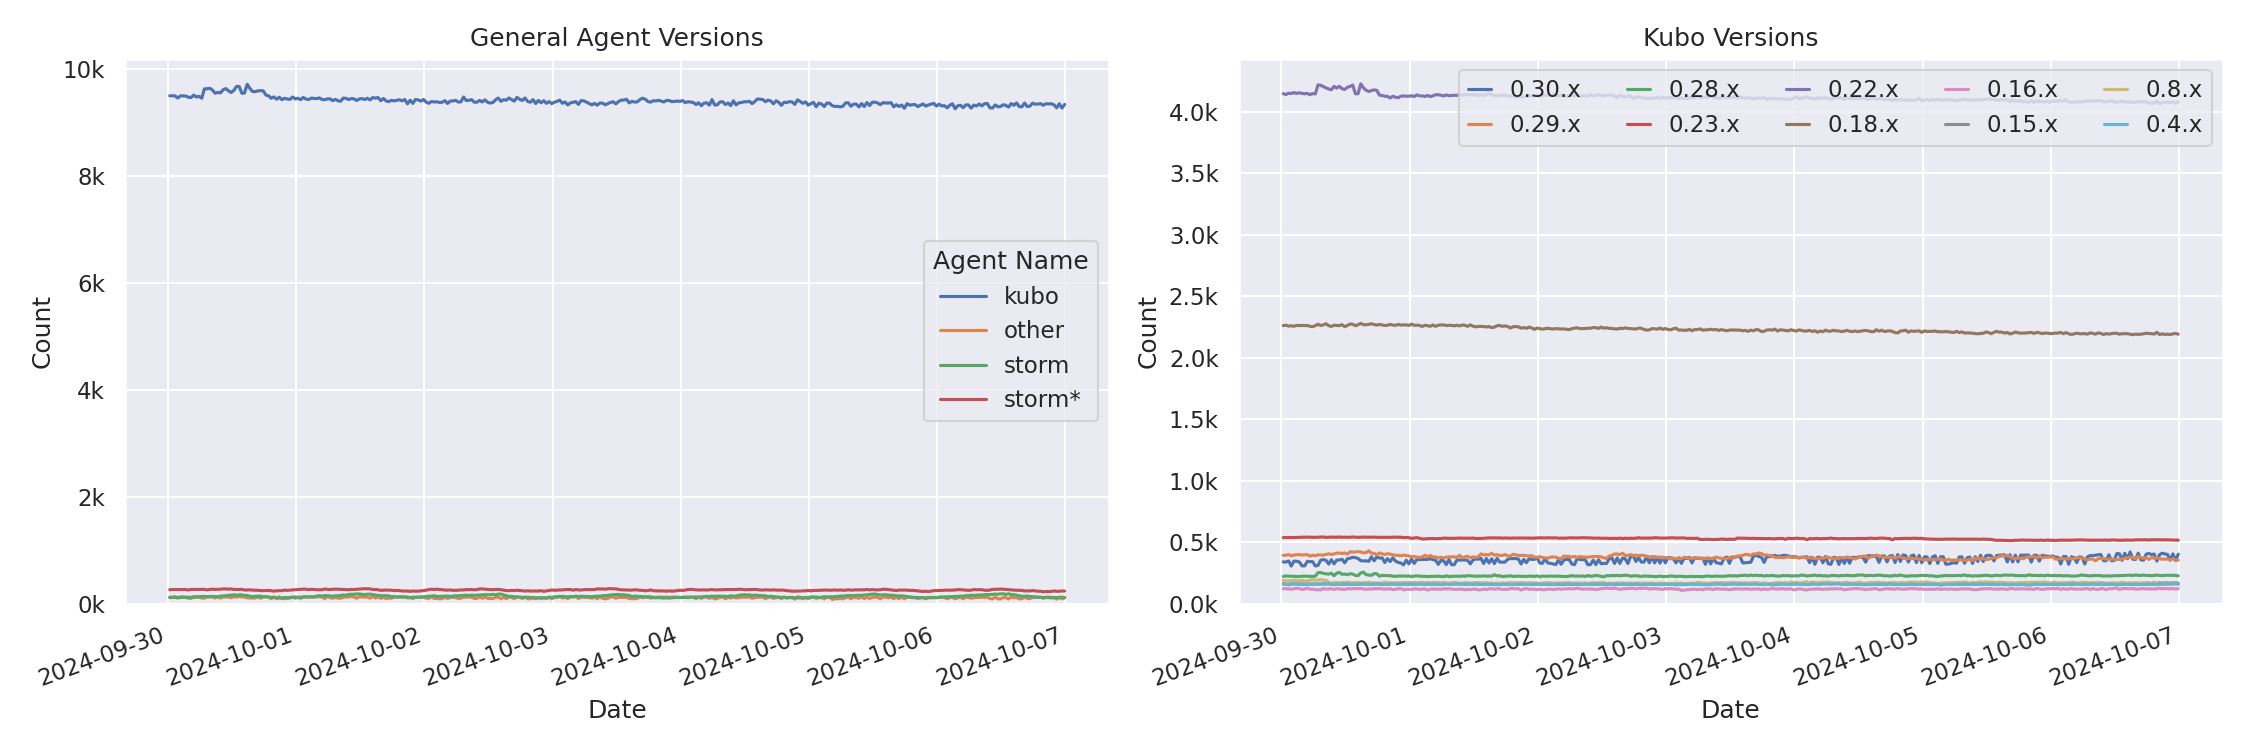 General Agent Versions
10k
8k
6k
4k
2k
0k
Count
Agent Name
kubo
other
storm
storm*
2024-09-30
2024-10-01
2024-10-02
2024-10-03
2024-10-04
2024-10-05
2024-10-06
2024-10-07
Date
Kubo Versions
0.30.x 0.28.x 0.22.x 0.16.x 0.8.x
0.29.x 0.23.x 0.18.x 0.15.x 0.4.x
4.0k
3.5k
3.0k
2.5k
2.0k
1.5k
1.0k
0.5k
0.0k
Count
2024-09-30
2024-10-01
2024-10-02
2024-10-03
2024-10-04
2024-10-05
2024-10-06
2024-10-07
Date